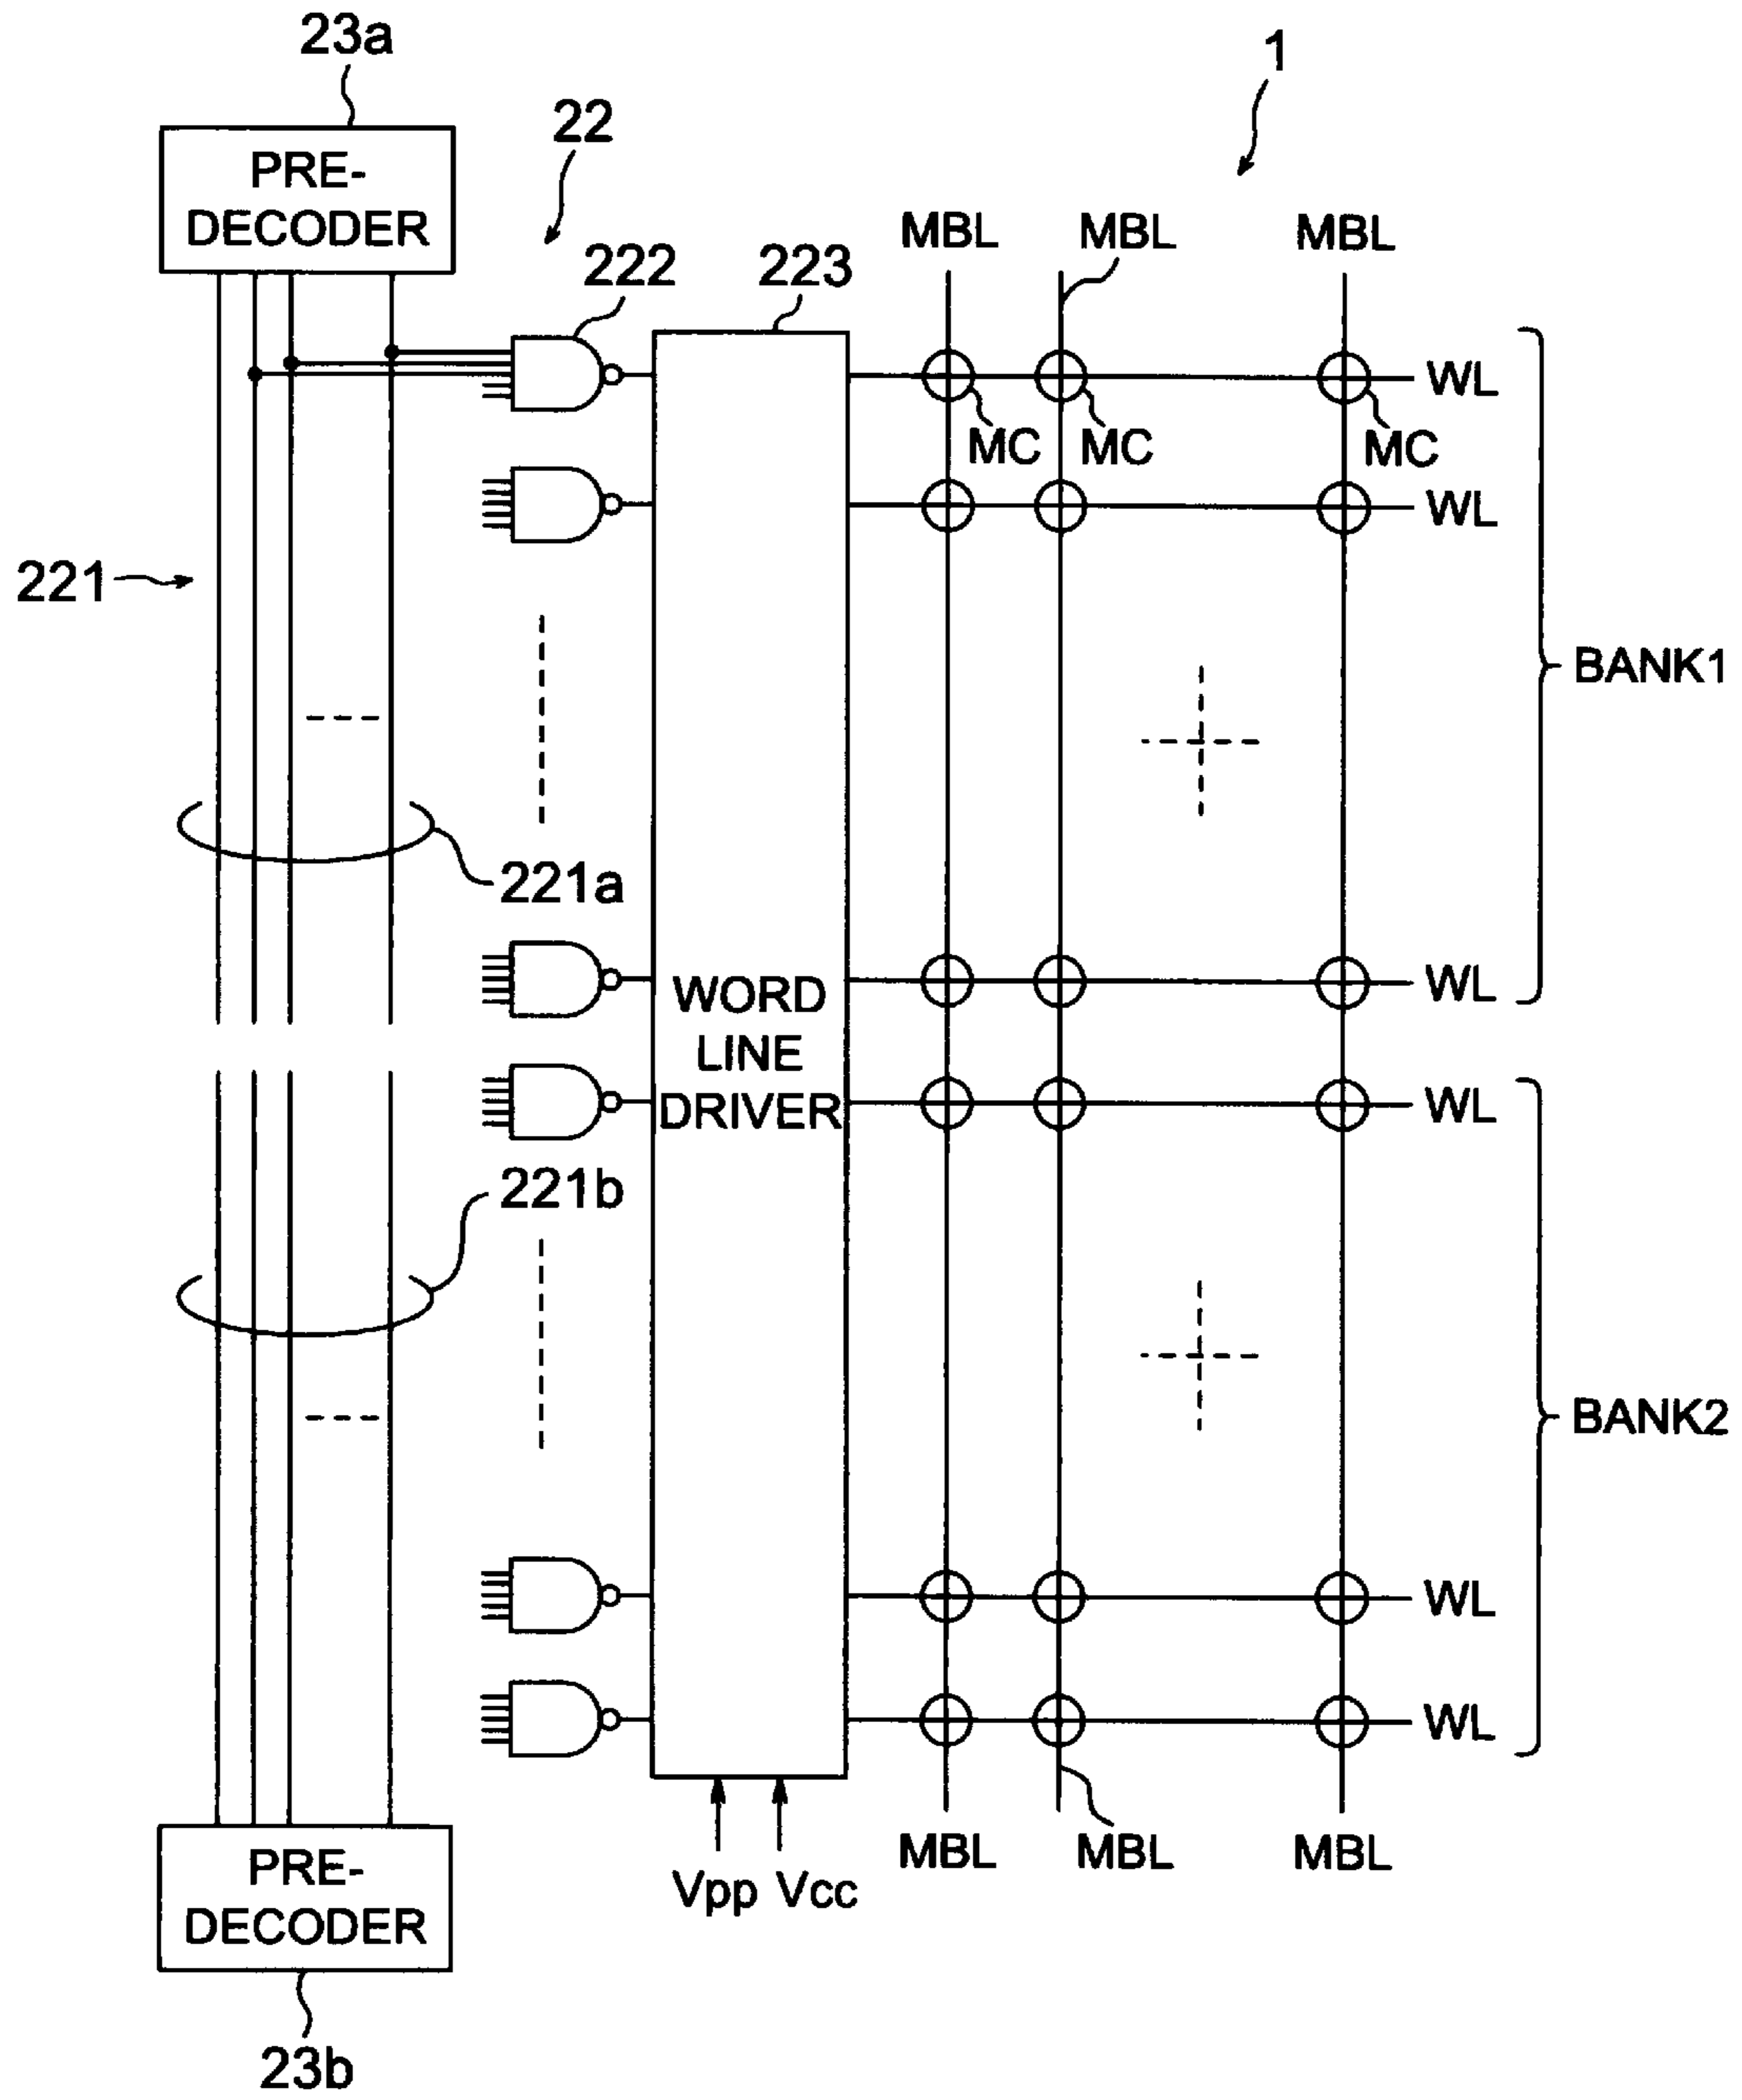 23a
1
22
PRE-
DECODER
222
223
MBL
MBL
MBL
WL
MC
MC
MC
WL
221
BANK1
221a
WL
WORD
LINE
DRIVER
WL
221b
BANK2
WL
WL
PRE-
DECODER
Vpp
Vcc
MBL
MBL
MBL
23b